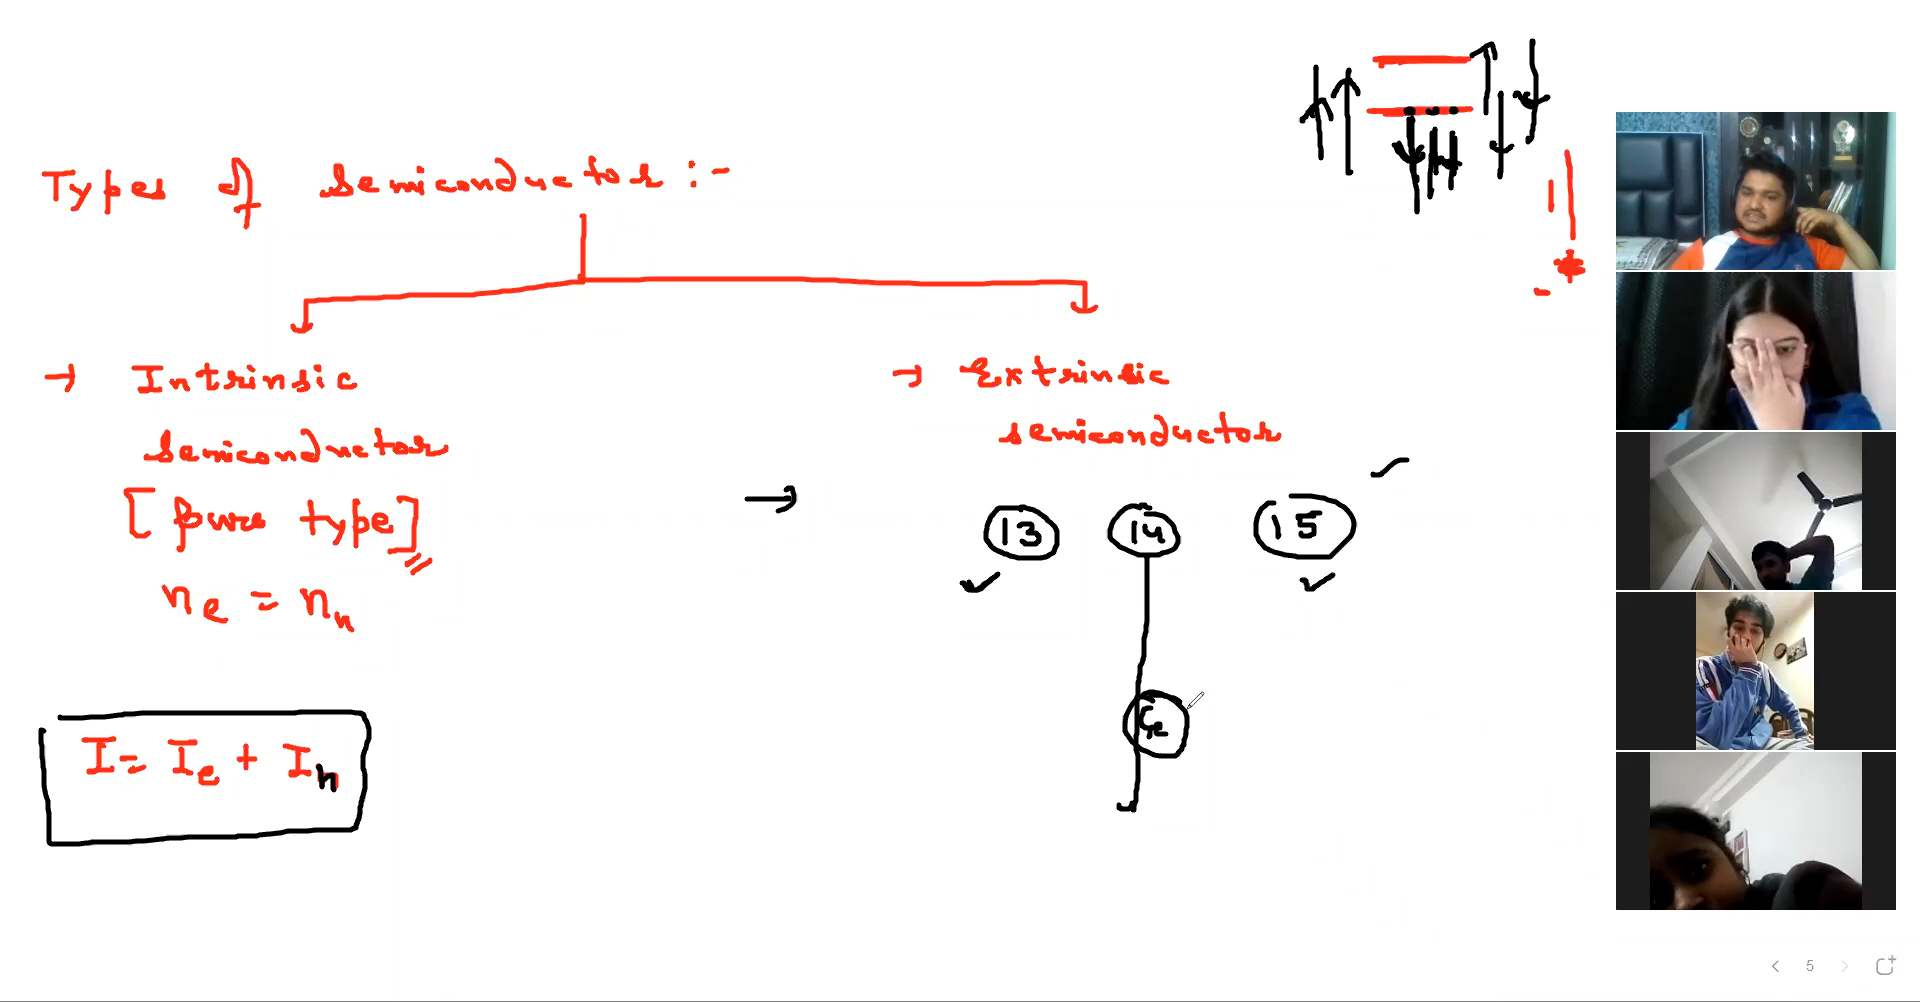 Types of Semiconductor :-
→ Intrinsic
Semiconductor
[ pure type ]
nₑ = nₕ
I = Iₑ + Iₕ
→ Extrinsic
semiconductor
→
13 14 15
Ge
5